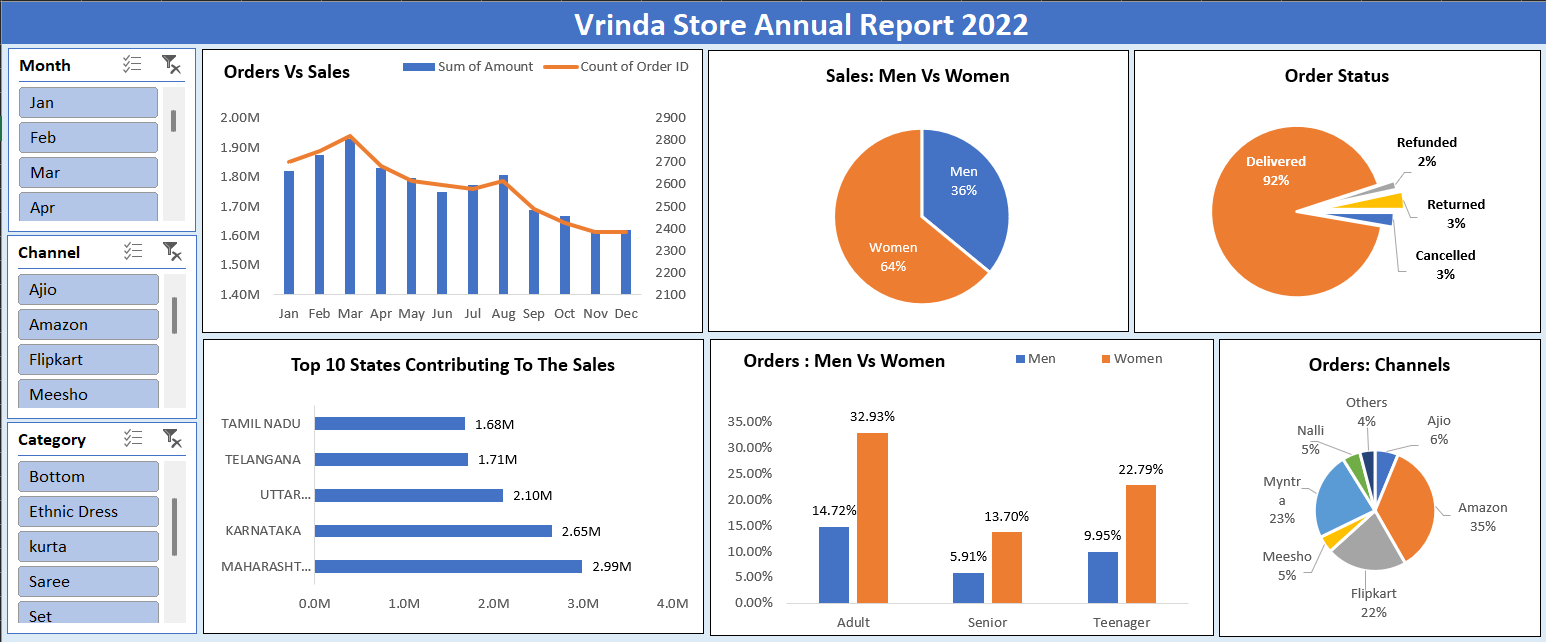 Vrinda Store Annual Report 2022
Month
Jan
Feb
Mar
Apr
Channel
Ajio
Amazon
Flipkart
Meesho
Category
Bottom
Ethnic Dress
kurta
Saree
Set
Orders Vs Sales
Sum of Amount
Count of Order ID
2.00M
1.90M
1.80M
1.70M
1.60M
1.50M
1.40M
2900
2800
2700
2600
2500
2400
2300
2200
2100
Jan Feb Mar Apr May Jun Jul Aug Sep Oct Nov Dec
Sales: Men Vs Women
Men
36%
Women
64%
Order Status
Delivered
92%
Refunded
2%
Returned
3%
Cancelled
3%
Top 10 States Contributing To The Sales
TAMIL NADU 1.68M
TELANGANA 1.71M
UTTAR... 2.10M
KARNATAKA 2.65M
MAHARASHT... 2.99M
0.0M 1.0M 2.0M 3.0M 4.0M
Orders : Men Vs Women
Men
Women
35.00%
30.00%
25.00%
20.00%
15.00%
10.00%
5.00%
0.00%
14.72%
32.93%
5.91%
13.70%
9.95%
22.79%
Adult Senior Teenager
Orders: Channels
Others
4%
Ajio
6%
Nalli
5%
Myntr
a
23%
Amazon
35%
Meesho
5%
Flipkart
22%